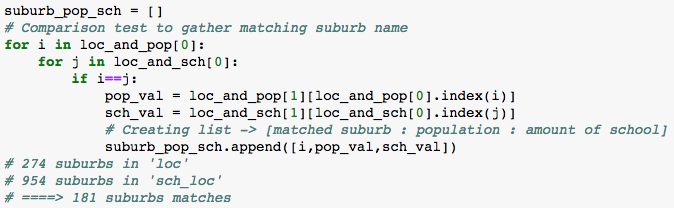 suburb_pop_sch = []
# Comparison test to gather matching suburb name
for i in loc_and_pop[0]:
    for j in loc_and_sch[0]:
        if i==j:
            pop_val = loc_and_pop[1][loc_and_pop[0].index(i)]
            sch_val = loc_and_sch[1][loc_and_sch[0].index(j)]
            # Creating list -> [matched suburb : population : amount of school]
            suburb_pop_sch.append([i,pop_val,sch_val])
# 274 suburbs in 'loc'
# 954 suburbs in 'sch_loc'
# ====> 181 suburbs matches